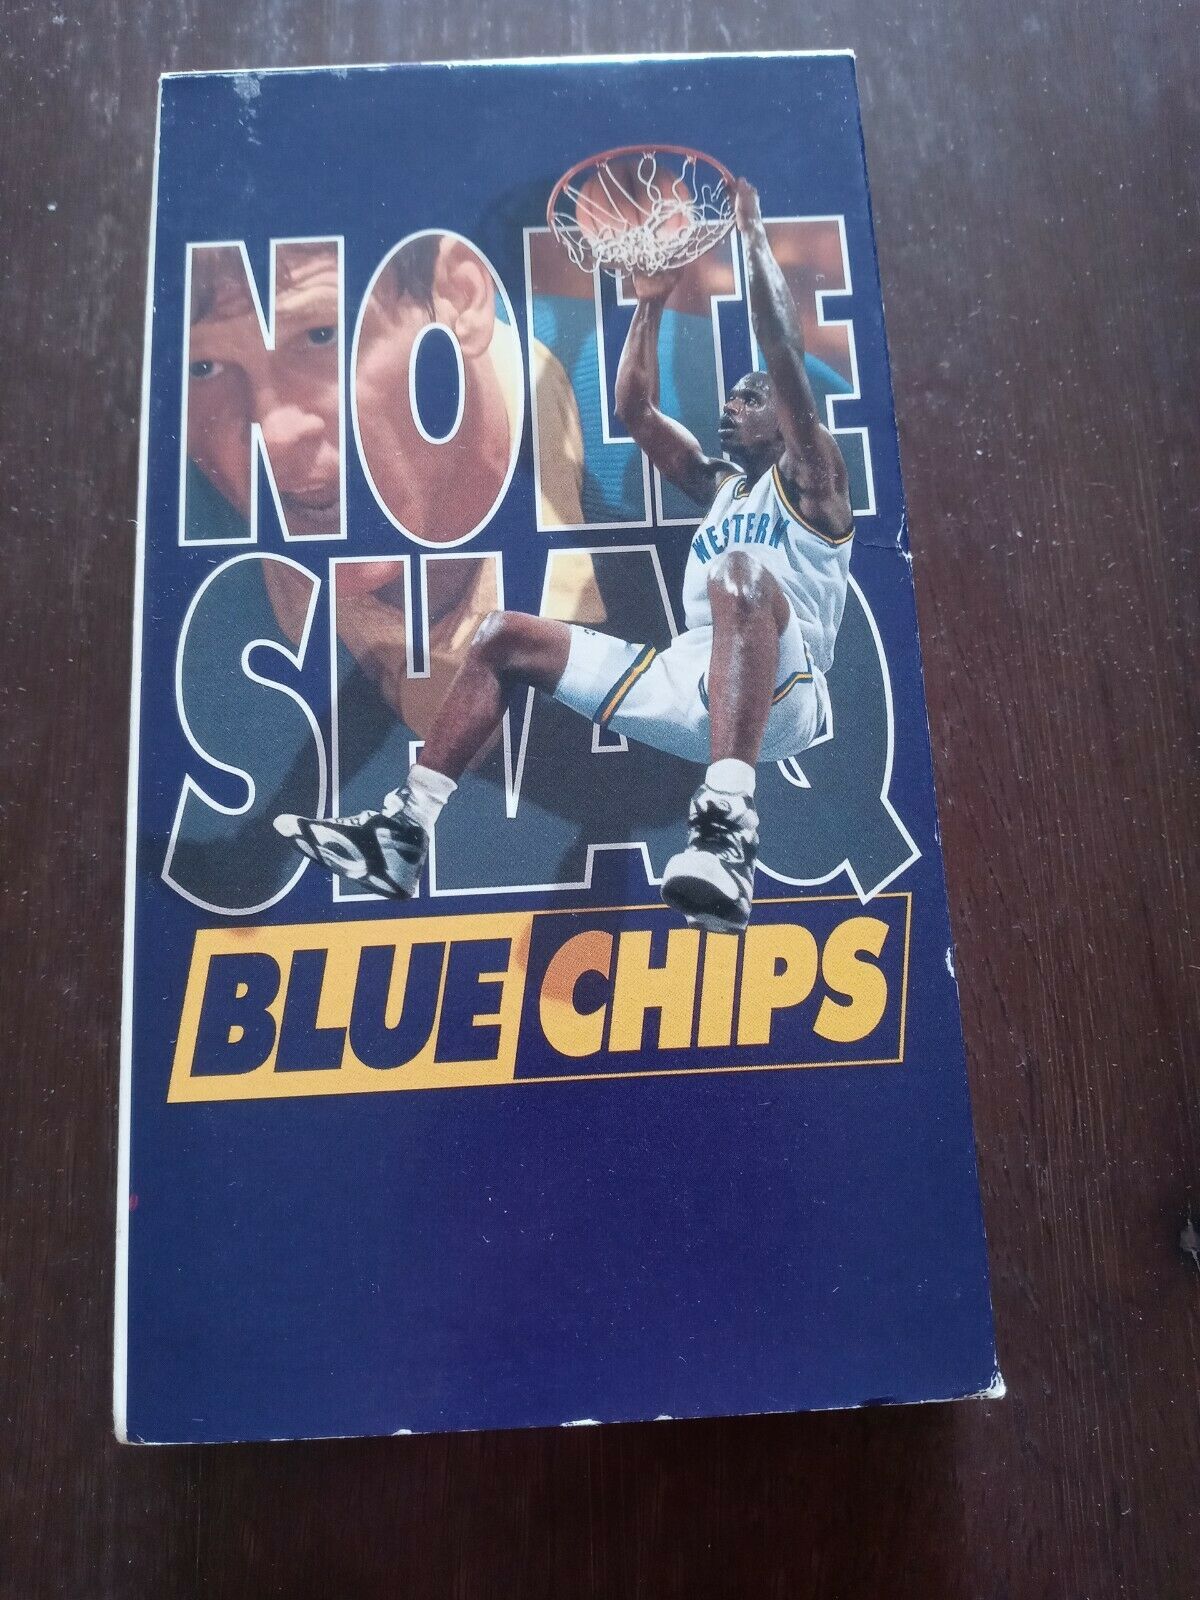 NOLTE
SHAQ
WESTERN
BLUE CHIPS